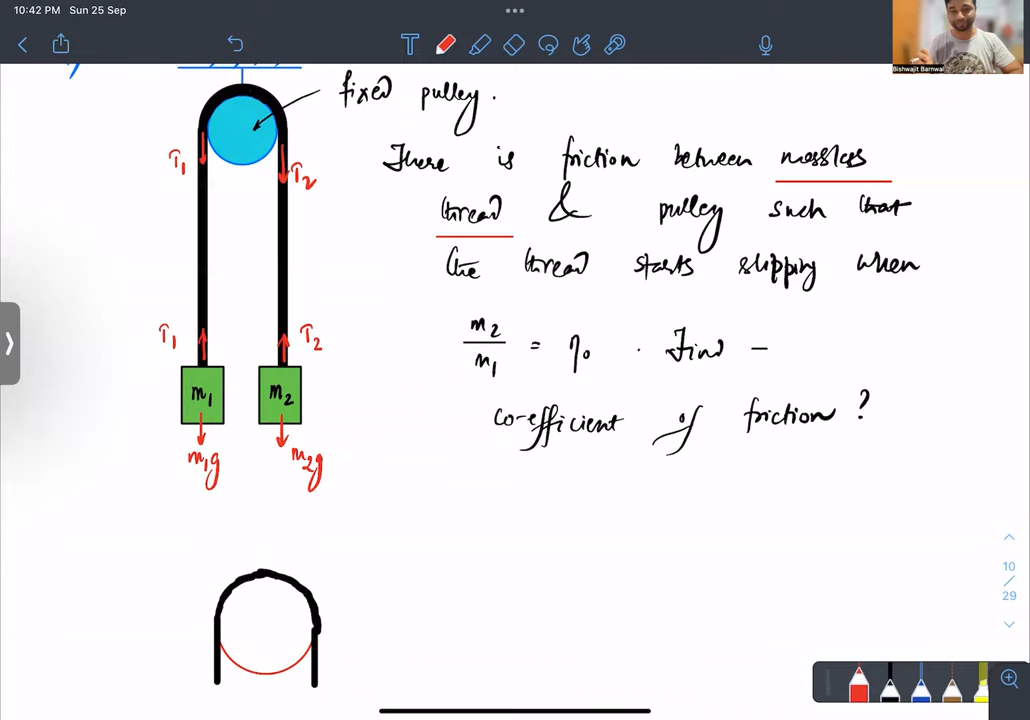 10:42 PM Sun 25 Sep
Bishwajit Barnwal
fixed pulley.
There is friction between massless
thread & pulley such that
the thread starts slipping when
m2/m1 = η0 . Find –
co-efficient of friction ?
T1 T2
T1 T2
m1 m2
m1g m2g
10
/
29